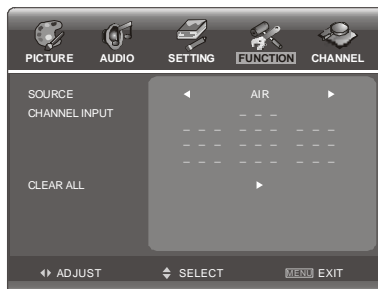 PICTURE AUDIO SETTING FUNCTION CHANNEL
SOURCE AIR
CHANNEL INPUT _ _ _
_ _ _ _ _ _ _ _ _
_ _ _ _ _ _ _ _ _
_ _ _ _ _ _ _ _ _
CLEAR ALL
ADJUST SELECT MENU EXIT